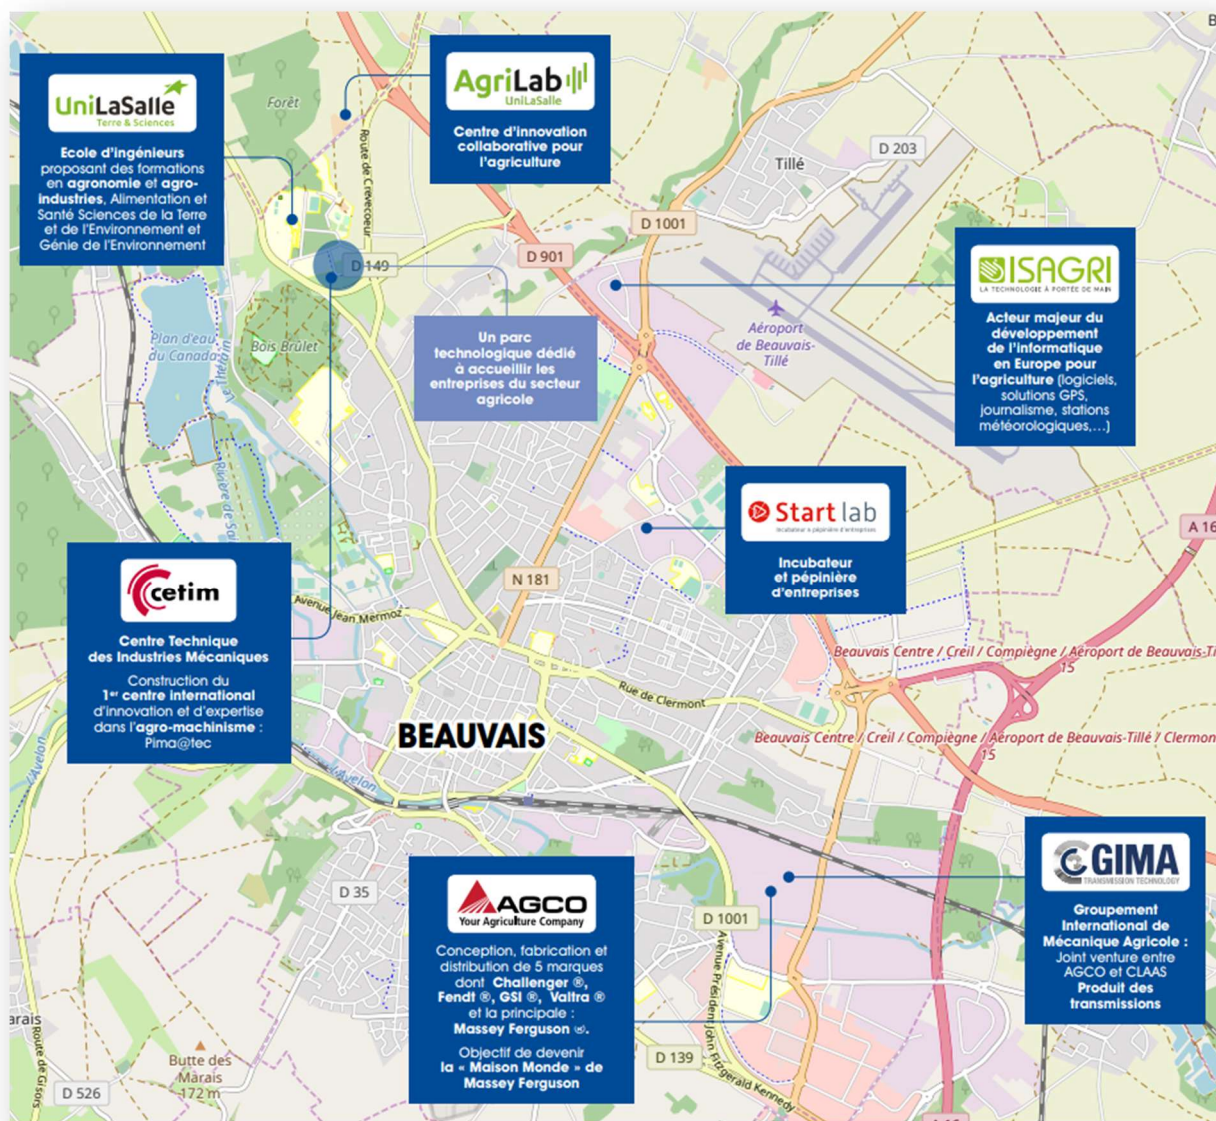 UniLaSalle
Terre & Sciences
Ecole d'ingénieurs
proposant des formations
en agronomie et agro-
industries, Alimentation et
Santé Sciences de la Terre
et de l'Environnement et
Génie de l'Environnement
AgriLab
UniLaSalle
Centre d'innovation
collaborative pour
l'agriculture
Forêt
Route de Crèvecoeur
Tillé
D 203
D 1001
D 901
D 149
ISAGRI
LA TECHNOLOGIE À PORTÉE DE MAIN
Acteur majeur du
développement
de l'informatique
en Europe pour
l'agriculture (logiciels,
solutions GPS,
journalisme, stations
météorologiques,...)
Aéroport
de Beauvais-
Tillé
Un parc
technologique dédié
à accueillir les
entreprises du secteur
agricole
Plan d'eau
du Canada
Le Thérain
Bois Brûlet
Start lab
Incubateur & pépinière d'entreprises
Incubateur
et pépinière
d'entreprises
A 16
N 181
cetim
Centre Technique
des Industries Mécaniques
Construction du
1er centre international
d'innovation et d'expertise
dans l'agro-machinisme :
Pima@tec
Avenue Jean Mermoz
Rue de Clermont
Beauvais Centre / Creil / Compiègne / Aéroport de Beauvais-Ti
15
BEAUVAIS
Beauvais Centre / Creil / Compiègne / Aéroport de Beauvais-Tillé / Clermon
15
l'Avelon
l'Avelon
D 35
AGCO
Your Agriculture Company
Conception, fabrication et
distribution de 5 marques
dont Challenger ®,
Fendt ®, GSI ®, Valtra ®
et la principale :
Massey Ferguson ®.
Objectif de devenir
la « Maison Monde » de
Massey Ferguson
D 1001
Avenue Président John Fitzgerald Kennedy
GIMA
TRANSMISSION TECHNOLOGY
Groupement
International de
Mécanique Agricole :
Joint venture entre
AGCO et CLAAS
Produit des
transmissions
arais
Route de Gisors
Butte des
Marais
172 m
D 526
D 139